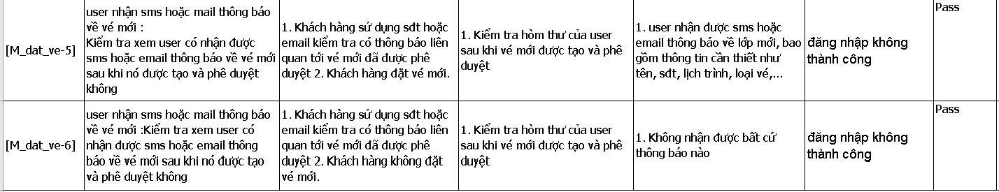 [M_dat_ve-5]
user nhận sms hoặc mail thông báo
về vé mới :
Kiểm tra xem user có nhận được
sms hoặc email thông báo về vé mới
sau khi nó được tạo và phê duyệt
không
1. Khách hàng sử dụng sđt hoặc
email kiểm tra có thông báo liên
quan tới vé mới đã được phê
duyệt 2. Khách hàng đặt vé mới.
1. Kiểm tra hòm thư của user
sau khi vé mới được tạo và phê
duyệt
1. user nhận được sms hoặc
email thông báo về lớp mới, bao
gồm thông tin cần thiết như
tên, sđt, lịch trình, loại vé,...
đăng nhập không
thành công
Pass
[M_dat_ve-6]
user nhận sms hoặc mail thông báo
về vé mới :Kiểm tra xem user có
nhận được sms hoặc email thông
báo về vé mới sau khi nó được tạo
và phê duyệt không
1. Khách hàng sử dụng sđt hoặc
email kiểm tra có thông báo liên
quan tới vé mới đã được phê
duyệt 2. Khách hàng không đặt
vé mới.
1. Kiểm tra hòm thư của user
sau khi vé mới được tạo và phê
duyệt
1. Không nhận được bất cứ
thông báo nào
đăng nhập không
thành công
Pass